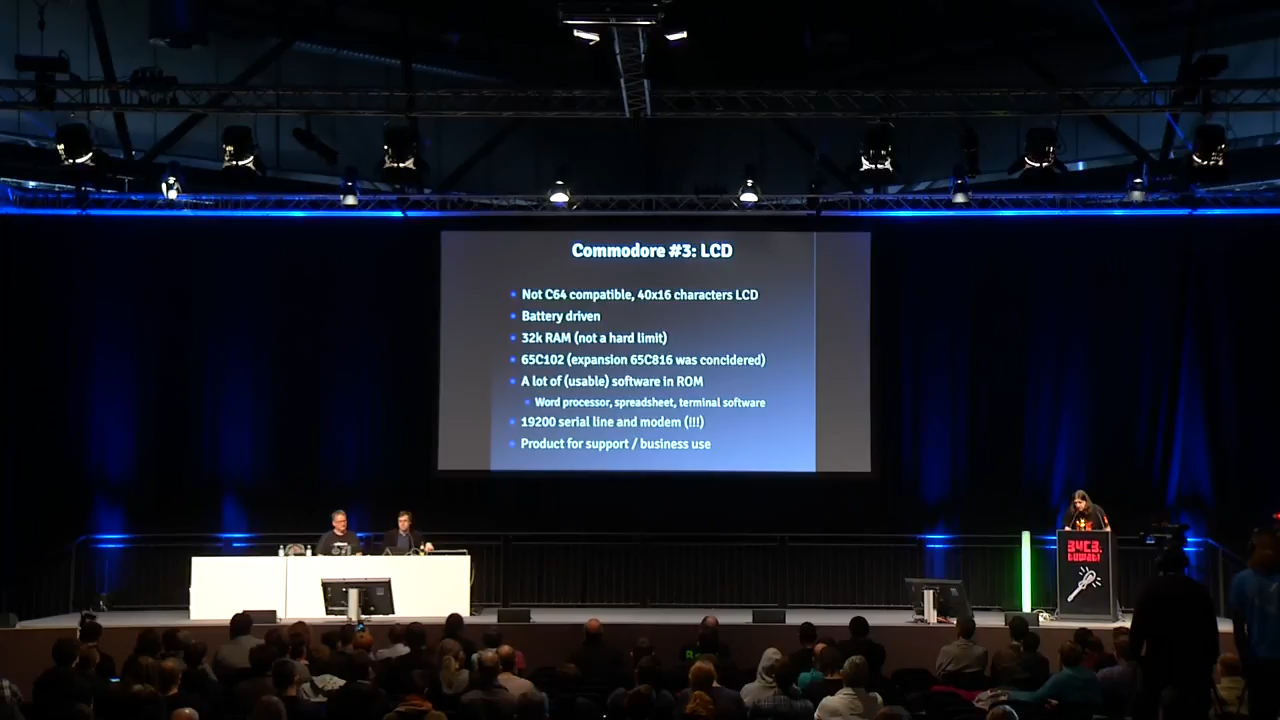 Commodore #3: LCD
Not C64 compatible, 40x16 characters LCD
Battery driven
32k RAM (not a hard limit)
65C102 (expansion 65C816 was concidered)
A lot of (usable) software in ROM
Word processor, spreadsheet, terminal software
19200 serial line and modem (!!!)
Product for support / business use
34C3.
tuwat!